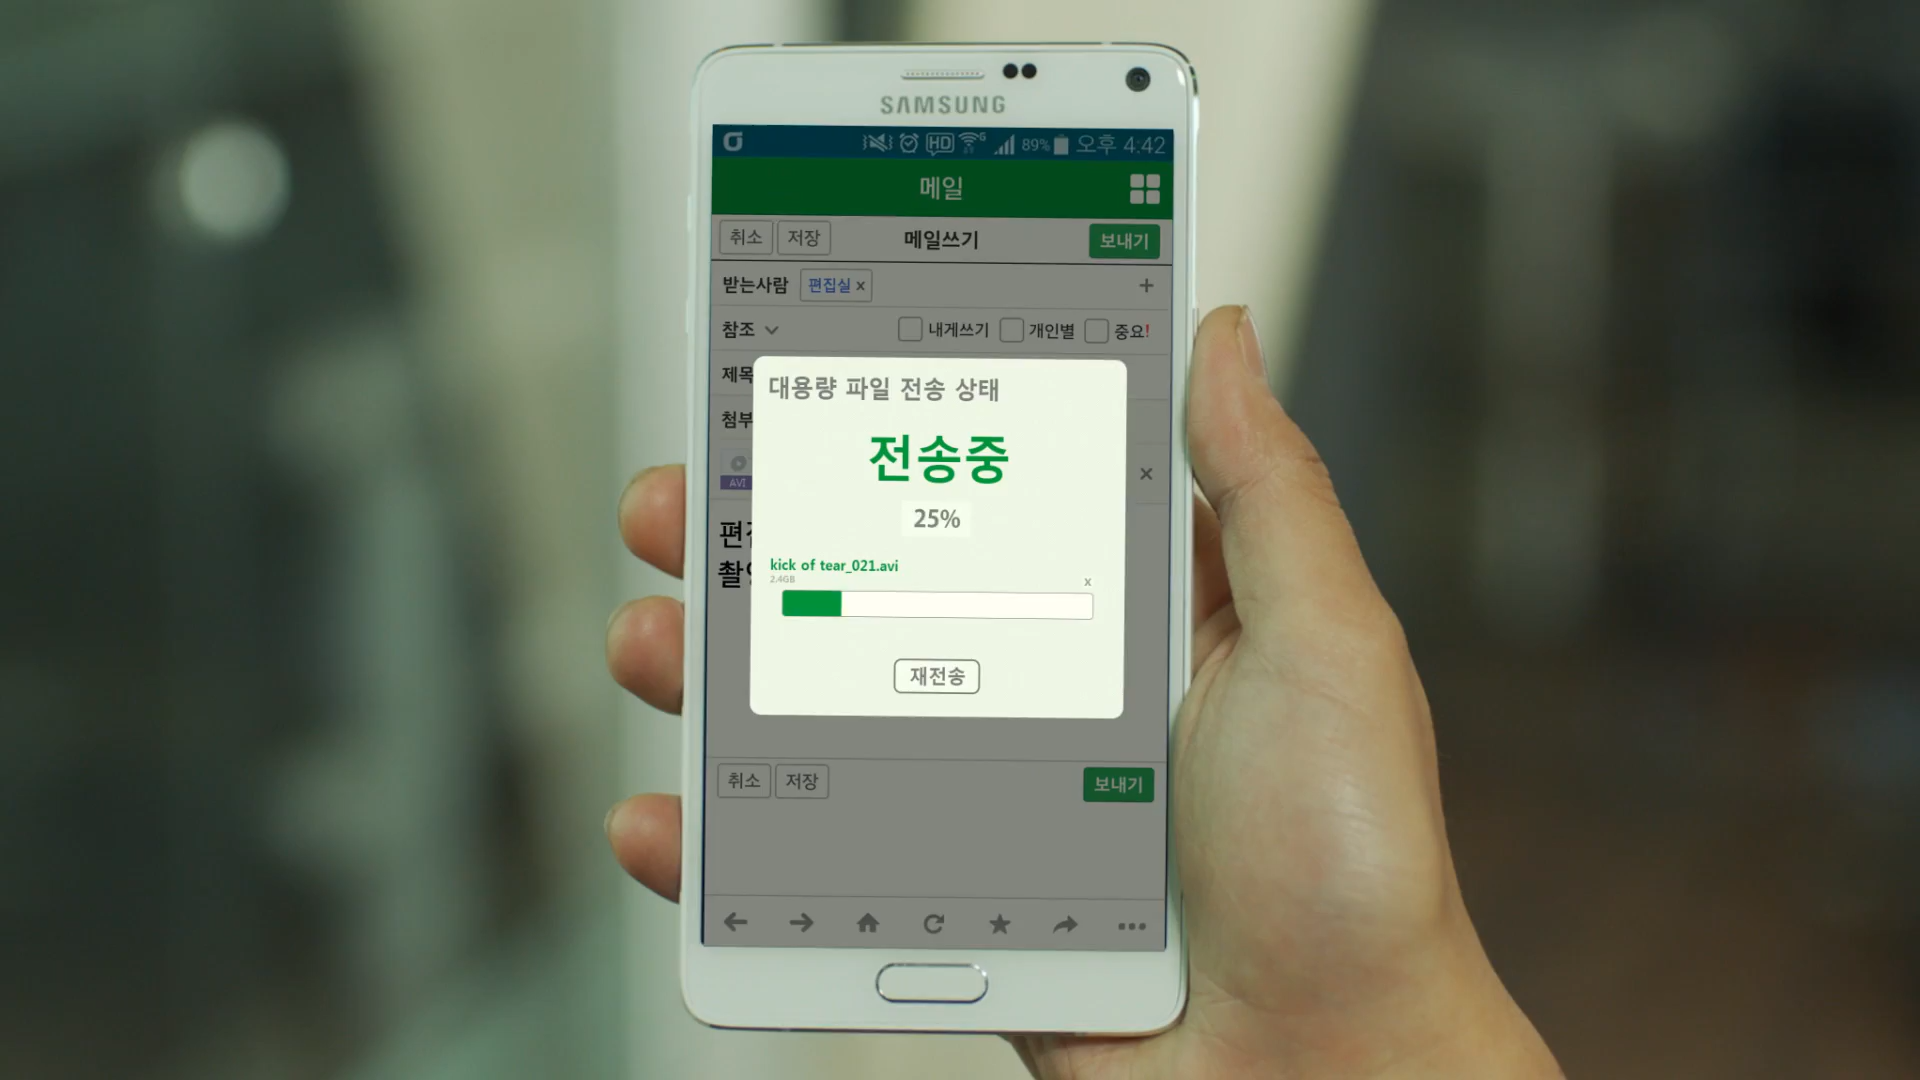 SAMSUNG
HD 89% 오후 4:42
메일
취소 저장 메일쓰기 보내기
받는사람 편집실 x +
참조 내게쓰기 개인별 중요!
제목
첨부
AVI
대용량 파일 전송 상태
전송중
25%
kick of tear_021.avi
2.4GB x
재전송
취소 저장 보내기